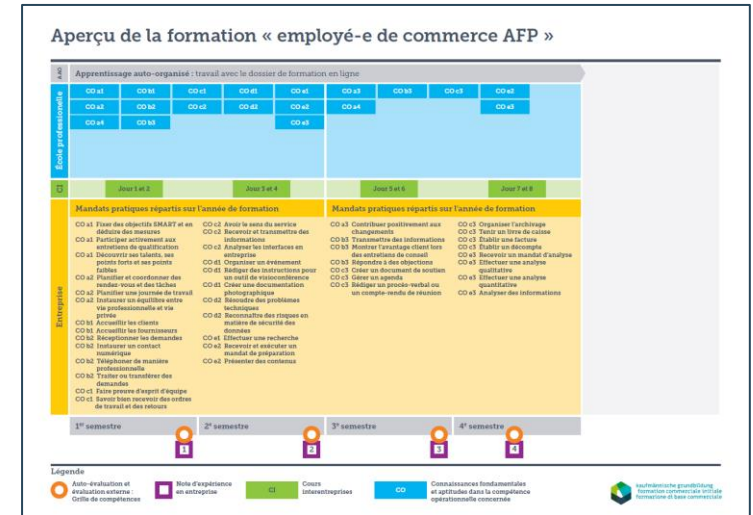 Aperçu de la formation « employé-e de commerce AFP »
AAO
Apprentissage auto-organisé : travail avec le dossier de formation en ligne
École professionnelle
CO a1 CO b1 CO c1 CO d1 CO e1 CO a3 CO b3 CO c3 CO e2
CO a2 CO b2 CO c2 CO d2 CO e2 CO a4 CO e3
CO a4 CO b3 CO e3
CI
Jour 1 et 2 Jour 3 et 4 Jour 5 et 6 Jour 7 et 8
Entreprise
Mandats pratiques répartis sur l'année de formation
CO a1 Fixer des objectifs SMART et en
déduire des mesures
CO a1 Participer activement aux
entretiens de qualification
CO a1 Découvrir ses talents, ses
points forts et ses points
faibles
CO a2 Planifier et coordonner des
rendez-vous et des tâches
CO a2 Planifier une journée de travail
CO a2 Instaurer un équilibre entre
vie professionnelle et vie
privée
CO b1 Accueillir les clients
CO b1 Accueillir les fournisseurs
CO b2 Réceptionner les demandes
CO b2 Instaurer un contact
numérique
CO b2 Téléphoner de manière
professionnelle
CO b2 Traiter ou transférer des
demandes
CO c1 Faire preuve d'esprit d'équipe
CO c1 Savoir bien recevoir des ordres
de travail et des retours
CO c2 Avoir le sens du service
CO c2 Recevoir et transmettre des
informations
CO c2 Analyser les interfaces en
entreprise
CO d1 Organiser un événement
CO d1 Rédiger des instructions pour
un outil de visioconférence
CO d1 Créer une documentation
photographique
CO d2 Résoudre des problèmes
techniques
CO d2 Reconnaître des risques en
matière de sécurité des
données
CO e1 Effectuer une recherche
CO e2 Recevoir et exécuter un
mandat de préparation
CO e2 Présenter des contenus
Mandats pratiques répartis sur l'année de formation
CO a3 Contribuer positivement aux
changements
CO b3 Transmettre des informations
CO b3 Montrer l'avantage client lors
des entretiens de conseil
CO b3 Répondre à des objections
CO c3 Créer un document de soutien
CO c3 Gérer un agenda
CO c3 Rédiger un procès-verbal ou
un compte-rendu de réunion
CO c3 Organiser l'archivage
CO c3 Tenir un livre de caisse
CO c3 Établir une facture
CO c3 Établir un décompte
CO e3 Recevoir un mandat d'analyse
CO e3 Effectuer une analyse
qualitative
CO e3 Effectuer une analyse
quantitative
CO e3 Analyser des informations
1er semestre 2e semestre 3e semestre 4e semestre
1 2 3 4
Légende
Auto-évaluation et
évaluation externe :
Grille de compétences
Note d'expérience
en entreprise
CI
Cours
interentreprises
CO
Connaissances fondamentales
et aptitudes dans la compétence
opérationnelle concernée
kaufmännische grundbildung
formation commerciale initiale
formazione di base commerciale